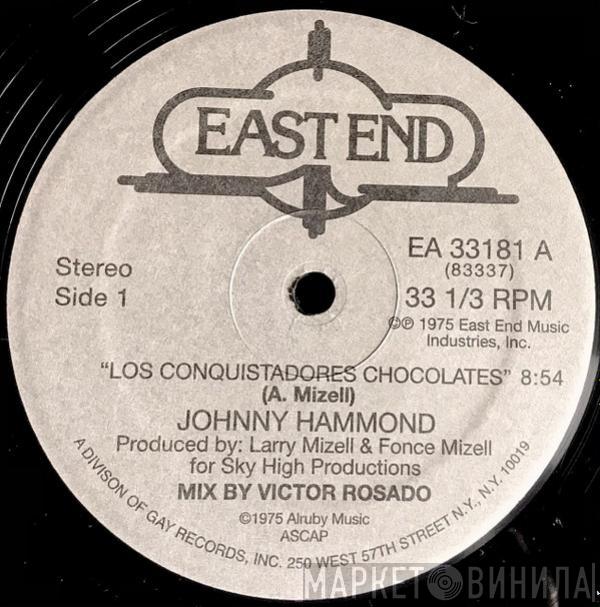 EAST END
Stereo
Side 1
EA 33181 A
(83337)
33 1/3 RPM
©℗ 1975 East End Music
Industries, Inc.
"LOS CONQUISTADORES CHOCOLATES" 8:54
(A. Mizell)
JOHNNY HAMMOND
Produced by: Larry Mizell & Fonce Mizell
for Sky High Productions
MIX BY VICTOR ROSADO
©1975 Alruby Music
ASCAP
A DIVISON OF GAY RECORDS, INC. 250 WEST 57TH STREET N.Y., N.Y. 10019
МАРКЕТ ВИНИЛА